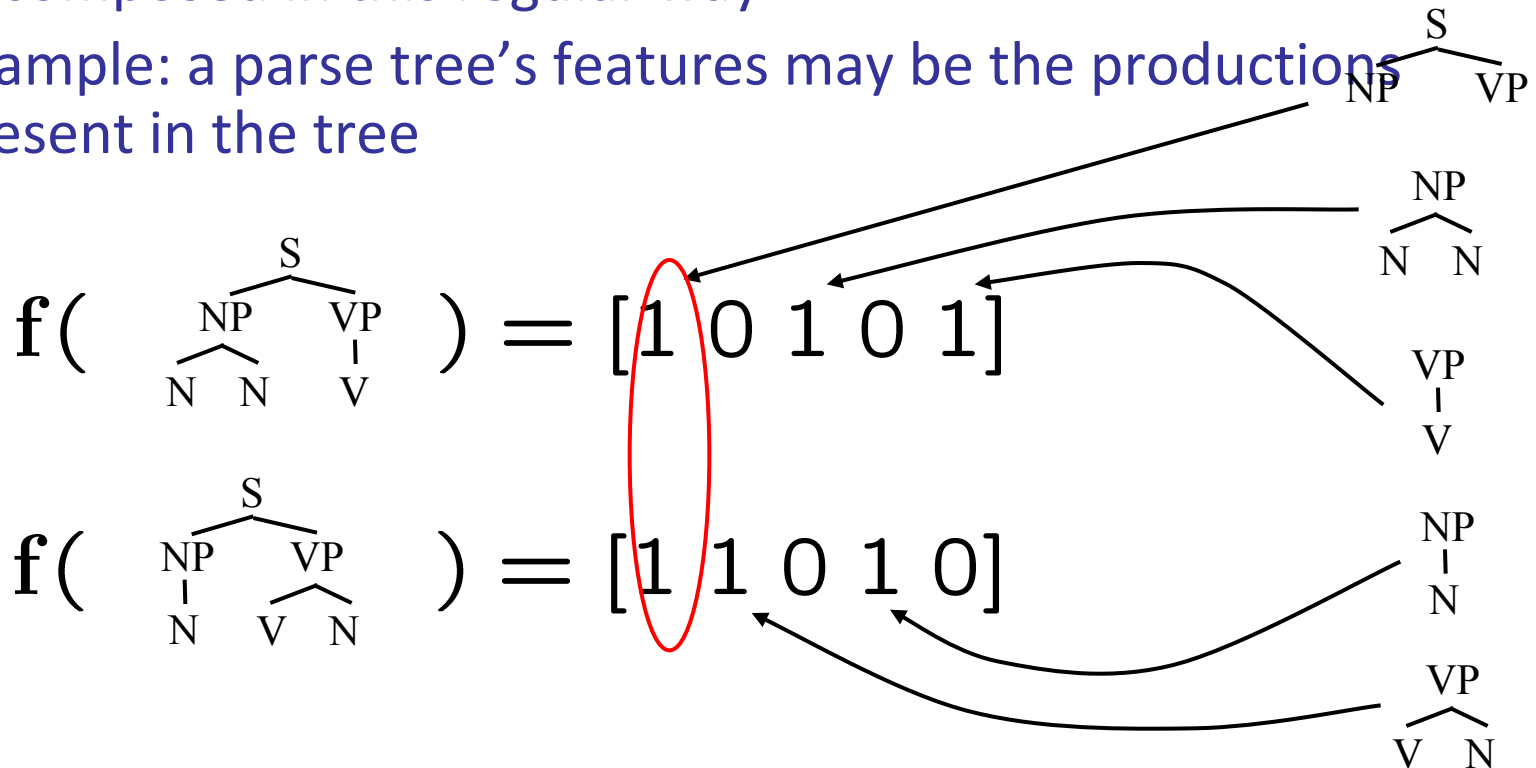 ample: a parse tree’s features may be the productions
esent in the tree
S
NP VP
NP
N N
S
NP VP
N N V
f( ) = [1 0 1 0 1]
VP
V
S
NP VP
N V N
f( ) = [1 1 0 1 0]
NP
N
VP
V N